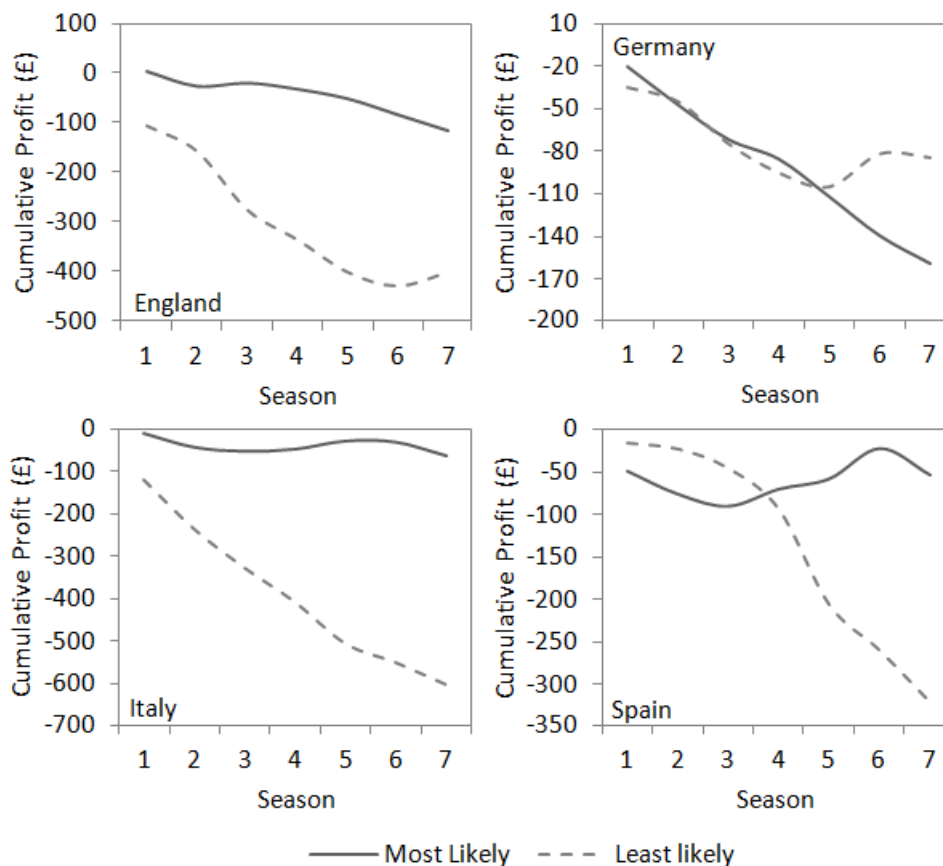 Cumulative Profit (£)
100
0
-100
-200
-300
-400
-500
England
1 2 3 4 5 6 7
Season
Cumulative Profit (£)
10
-20
-50
-80
-110
-140
-170
-200
Germany
1 2 3 4 5 6 7
Season
Cumulative Profit (£)
0
-100
-200
-300
-400
-500
-600
-700
Italy
1 2 3 4 5 6 7
Season
Cumulative Profit (£)
0
-50
-100
-150
-200
-250
-300
-350
Spain
1 2 3 4 5 6 7
Season
Most Likely Least likely